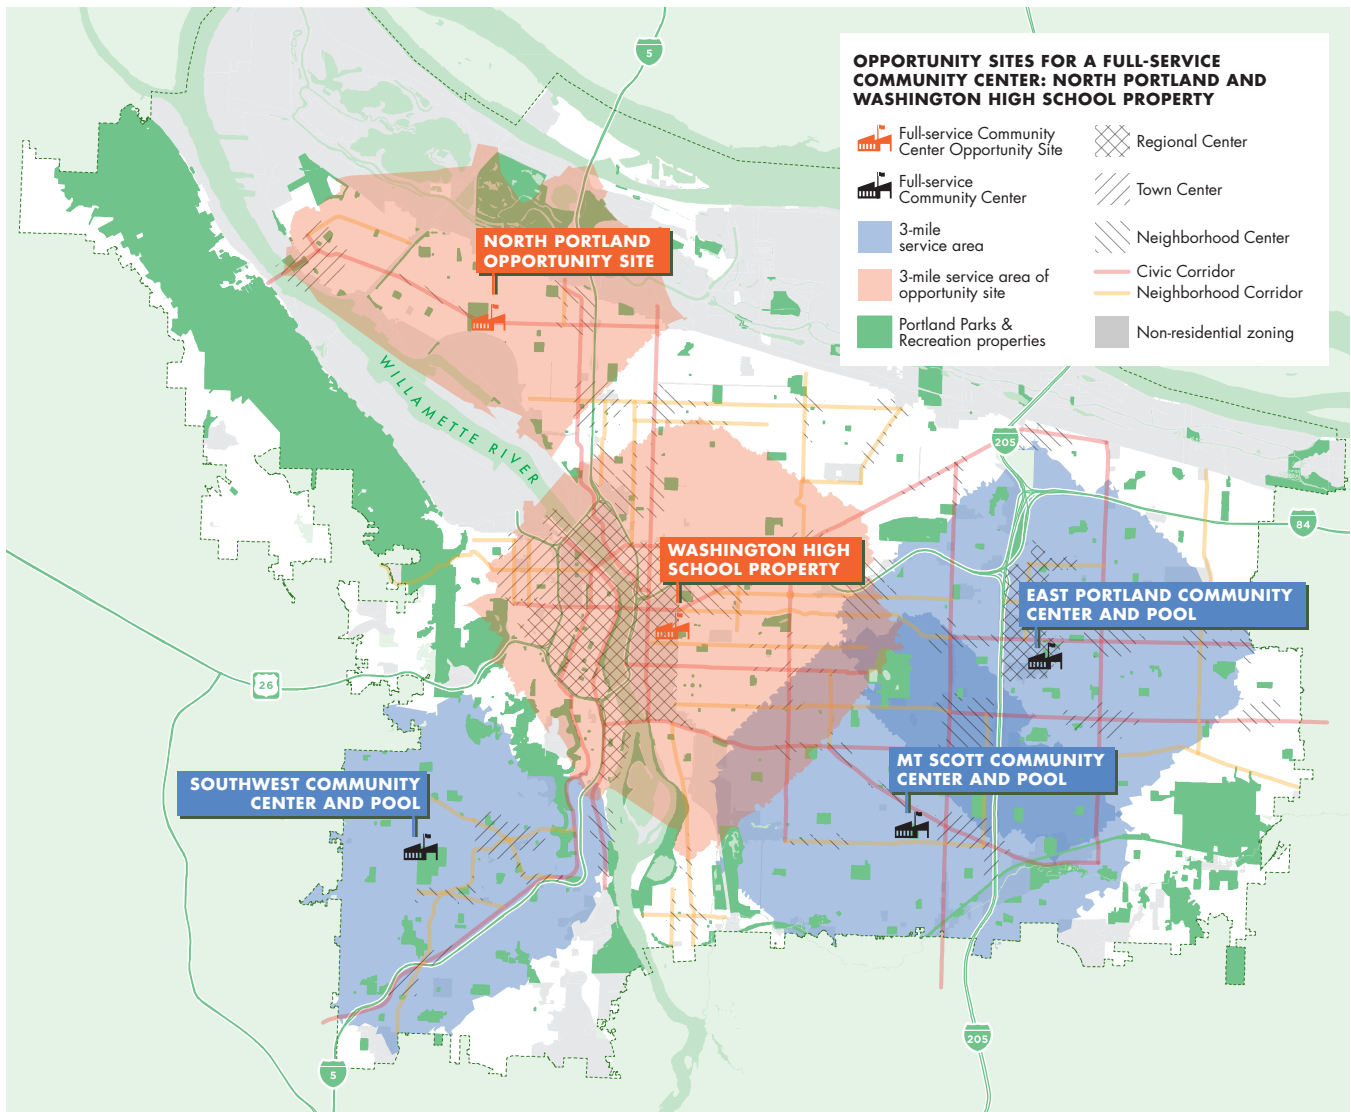 5
OPPORTUNITY SITES FOR A FULL-SERVICE
COMMUNITY CENTER: NORTH PORTLAND AND
WASHINGTON HIGH SCHOOL PROPERTY
Full-service Community
Center Opportunity Site
Full-service
Community Center
3-mile
service area
3-mile service area of
opportunity site
Portland Parks &
Recreation properties
Regional Center
Town Center
Neighborhood Center
Civic Corridor
Neighborhood Corridor
Non-residential zoning
NORTH PORTLAND
OPPORTUNITY SITE
WILLAMETTE RIVER
205
84
WASHINGTON HIGH
SCHOOL PROPERTY
EAST PORTLAND COMMUNITY
CENTER AND POOL
26
MT SCOTT COMMUNITY
CENTER AND POOL
SOUTHWEST COMMUNITY
CENTER AND POOL
205
5